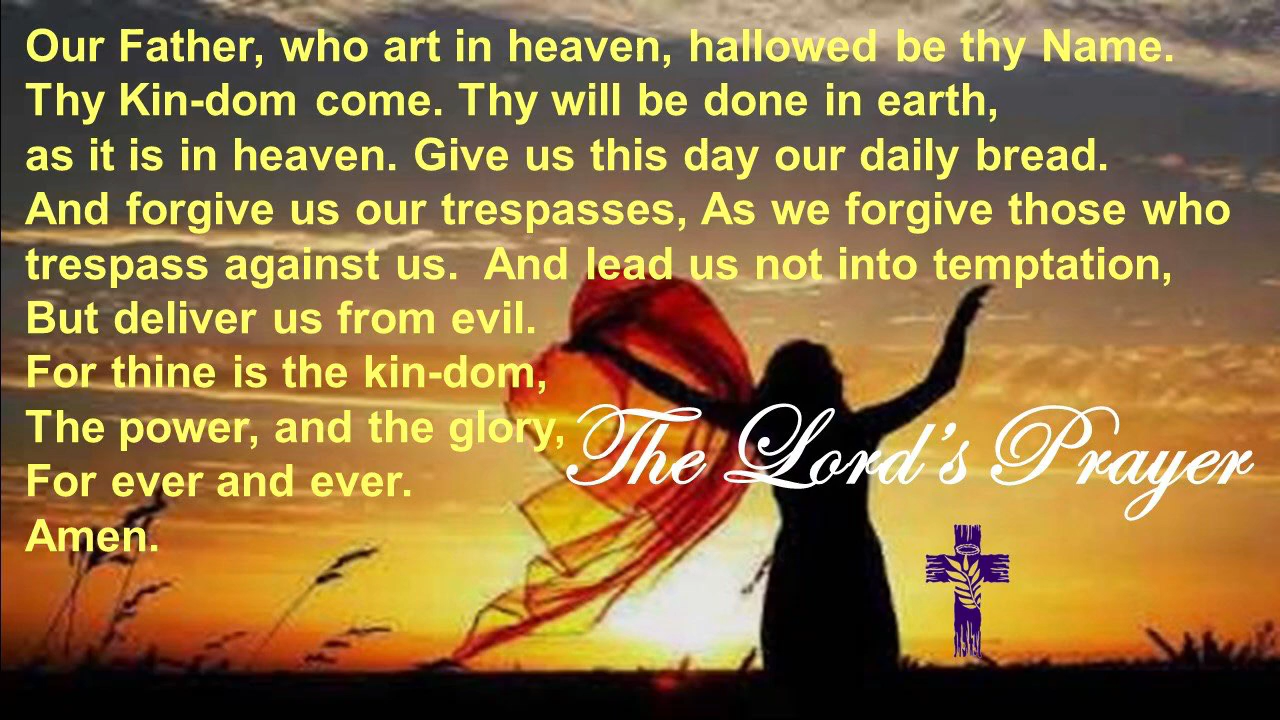 Our Father, who art in heaven, hallowed be thy Name.
Thy Kin-dom come. Thy will be done in earth,
as it is in heaven. Give us this day our daily bread.
And forgive us our trespasses, As we forgive those who
trespass against us. And lead us not into temptation,
But deliver us from evil.
For thine is the kin-dom,
The power, and the glory,
For ever and ever.
Amen.
The Lord's Prayer